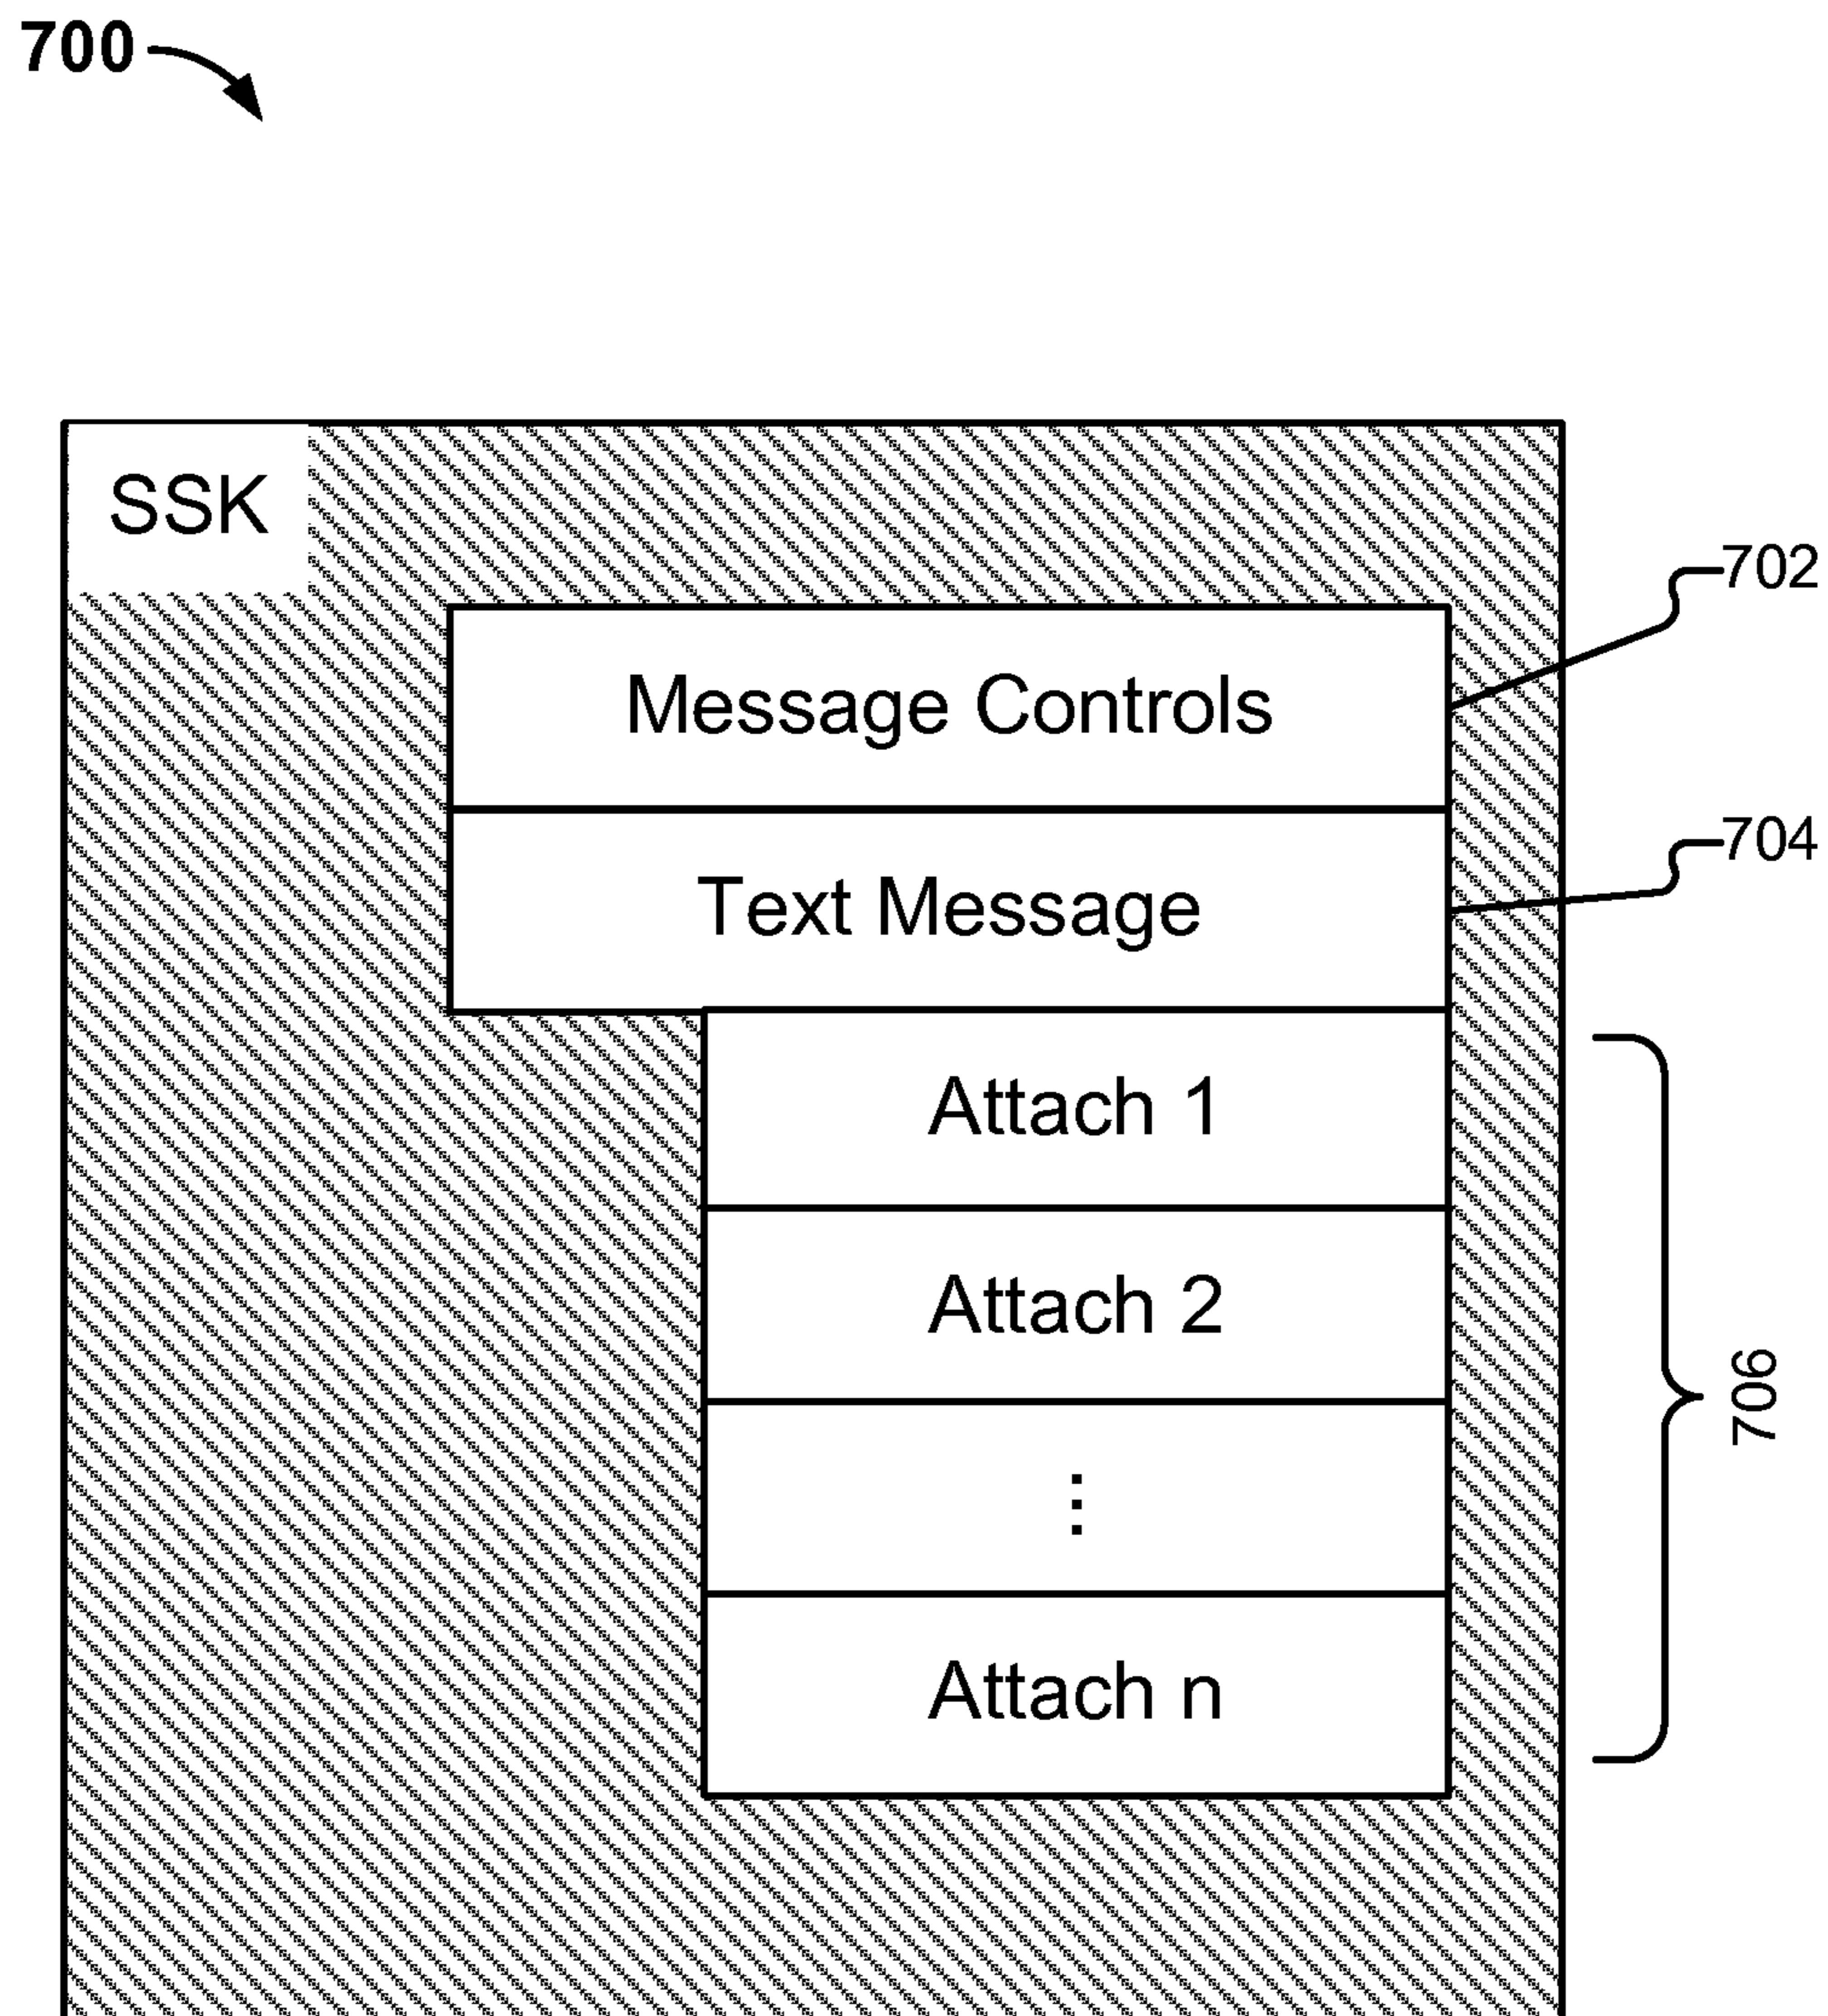 700
SSK
702
Message Controls
704
Text Message
Attach 1
Attach 2
706
⋮
Attach n